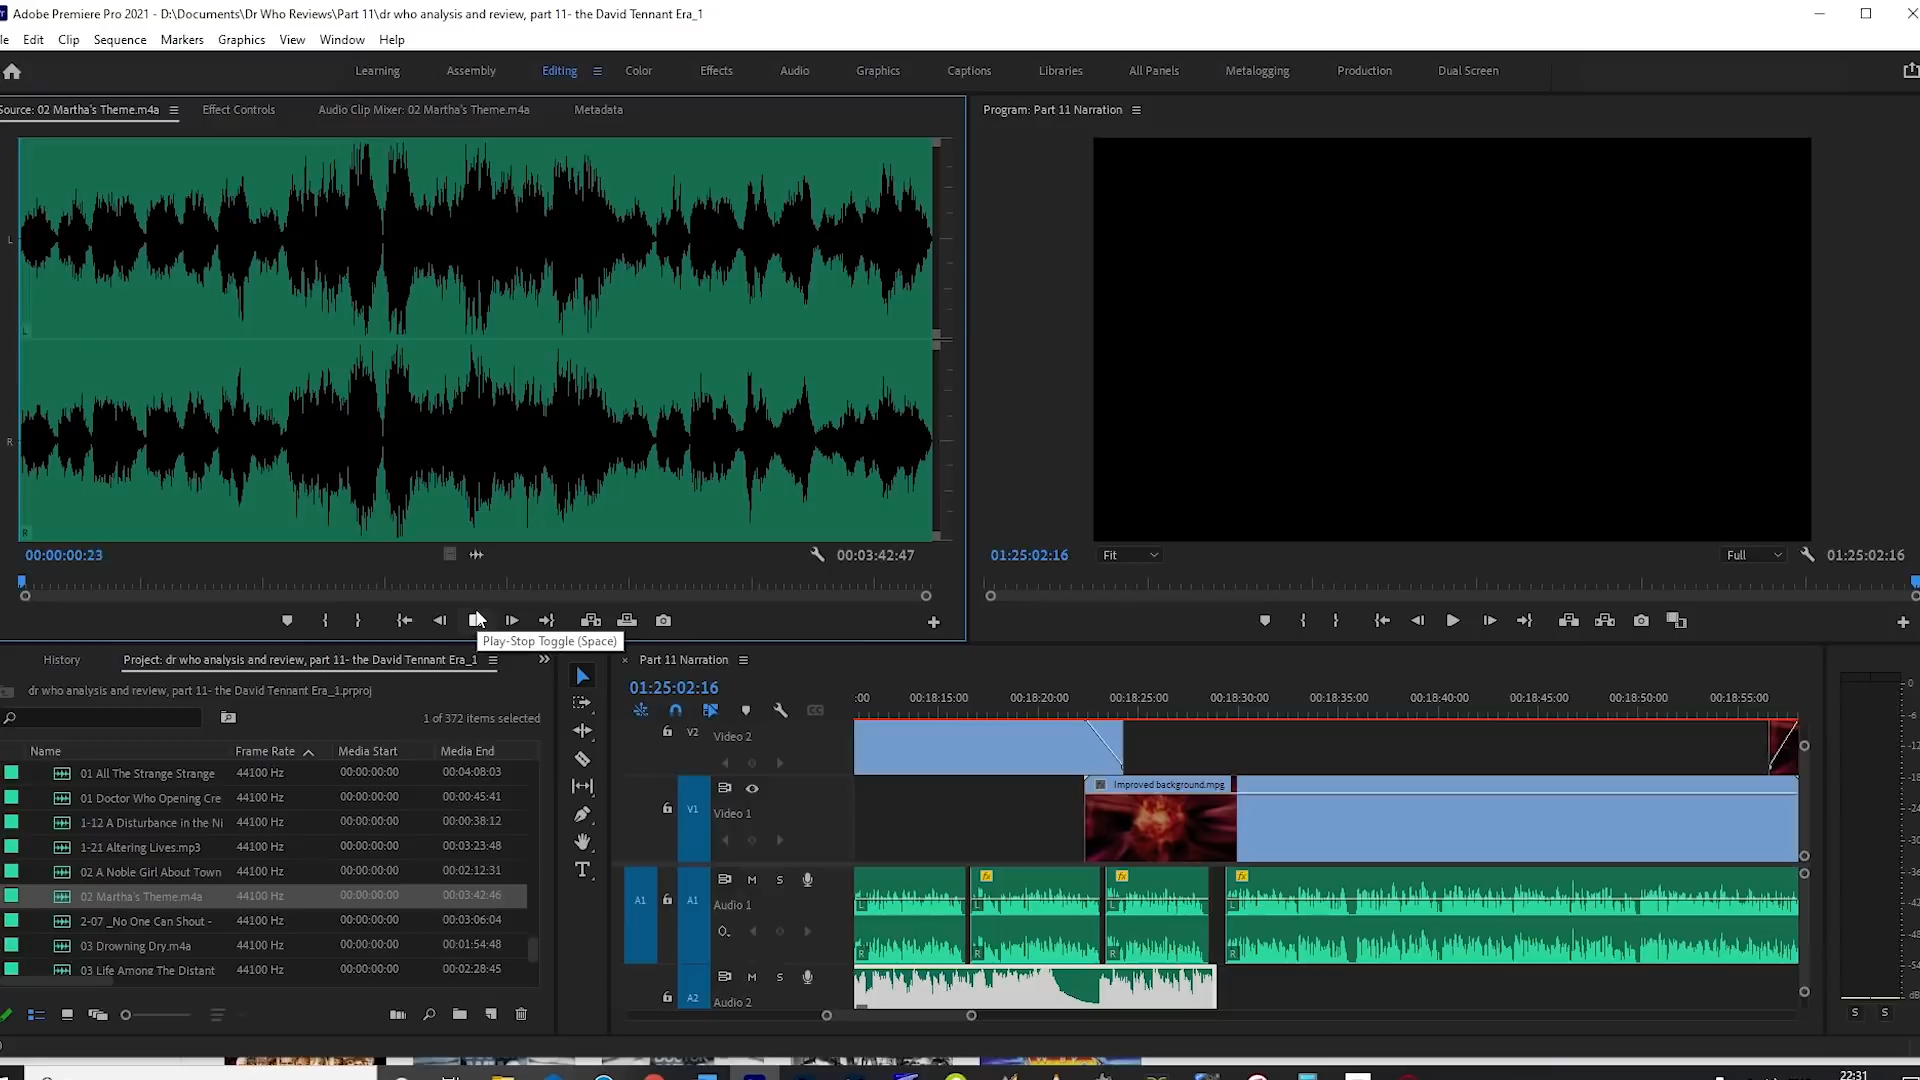 Adobe Premiere Pro 2021 - D:\Documents\Dr Who Reviews\Part 11\dr who analysis and review, part 11- the David Tennant Era_1
le Edit Clip Sequence Markers Graphics View Window Help
Learning Assembly Editing Color Effects Audio Graphics Captions Libraries All Panels Metalogging Production Dual Screen
Source: 02 Martha's Theme.m4a Effect Controls Audio Clip Mixer: 02 Martha's Theme.m4a Metadata
Program: Part 11 Narration
L
L
R
R
00:00:00:23 00:03:42:47
01:25:02:16 Fit Full 01:25:02:16
Play-Stop Toggle (Space)
History Project: dr who analysis and review, part 11- the David Tennant Era_1
dr who analysis and review, part 11- the David Tennant Era_1.prproj
1 of 372 items selected
Name Frame Rate Media Start Media End
01 All The Strange Strange 44100 Hz 00:00:00:00 00:04:08:03
01 Doctor Who Opening Cre 44100 Hz 00:00:00:00 00:00:45:41
1-12 A Disturbance in the Ni 44100 Hz 00:00:00:00 00:00:38:12
1-21 Altering Lives.mp3 44100 Hz 00:00:00:00 00:03:23:48
02 A Noble Girl About Town 44100 Hz 00:00:00:00 00:02:12:31
02 Martha's Theme.m4a 44100 Hz 00:00:00:00 00:03:42:46
2-07 _No One Can Shout - 44100 Hz 00:00:00:00 00:03:06:04
03 Drowning Dry.m4a 44100 Hz 00:00:00:00 00:01:54:48
03 Life Among The Distant 44100 Hz 00:00:00:00 00:02:28:45
× Part 11 Narration
01:25:02:16
:00 00:18:15:00 00:18:20:00 00:18:25:00 00:18:30:00 00:18:35:00 00:18:40:00 00:18:45:00 00:18:50:00 00:18:55:00
V2 Video 2
Improved background.mpg
V1 Video 1
A1 A1 M S
Audio 1
fx fx fx
L L L L
R R R R
A2 M S
Audio 2
T
0
-6
-12
-18
-24
-30
-36
-42
-48
-54
dB
S S
22:31